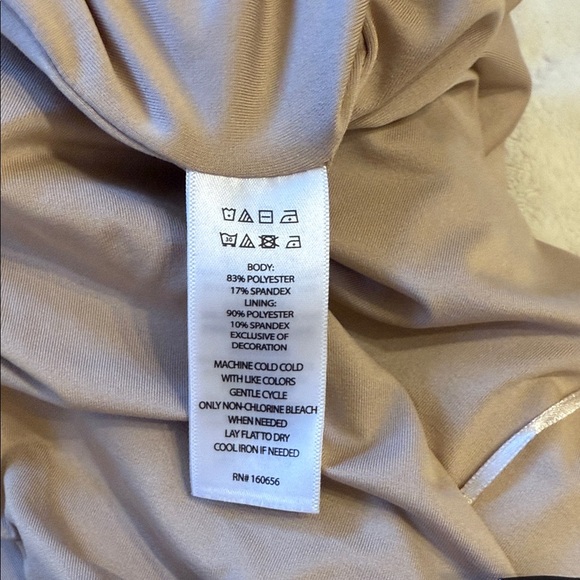 30
BODY:
83% POLYESTER
17% SPANDEX
LINING:
90% POLYESTER
10% SPANDEX
EXCLUSIVE OF
DECORATION
MACHINE COLD COLD
WITH LIKE COLORS
GENTLE CYCLE
ONLY NON-CHLORINE BLEACH
WHEN NEEDED
LAY FLAT TO DRY
COOL IRON IF NEEDED
RN# 160656